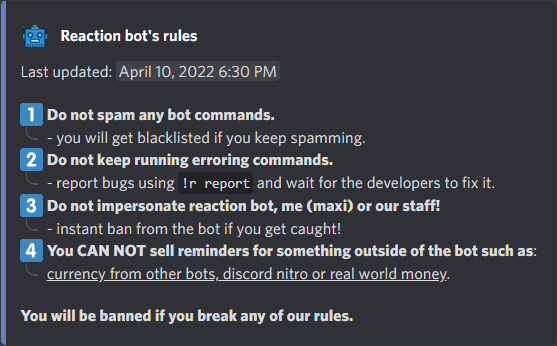 Reaction bot's rules
Last updated: April 10, 2022 6:30 PM
1 Do not spam any bot commands.
- you will get blacklisted if you keep spamming.
2 Do not keep running erroring commands.
- report bugs using !r report and wait for the developers to fix it.
3 Do not impersonate reaction bot, me (maxi) or our staff!
- instant ban from the bot if you get caught!
4 You CAN NOT sell reminders for something outside of the bot such as:
currency from other bots, discord nitro or real world money.
You will be banned if you break any of our rules.